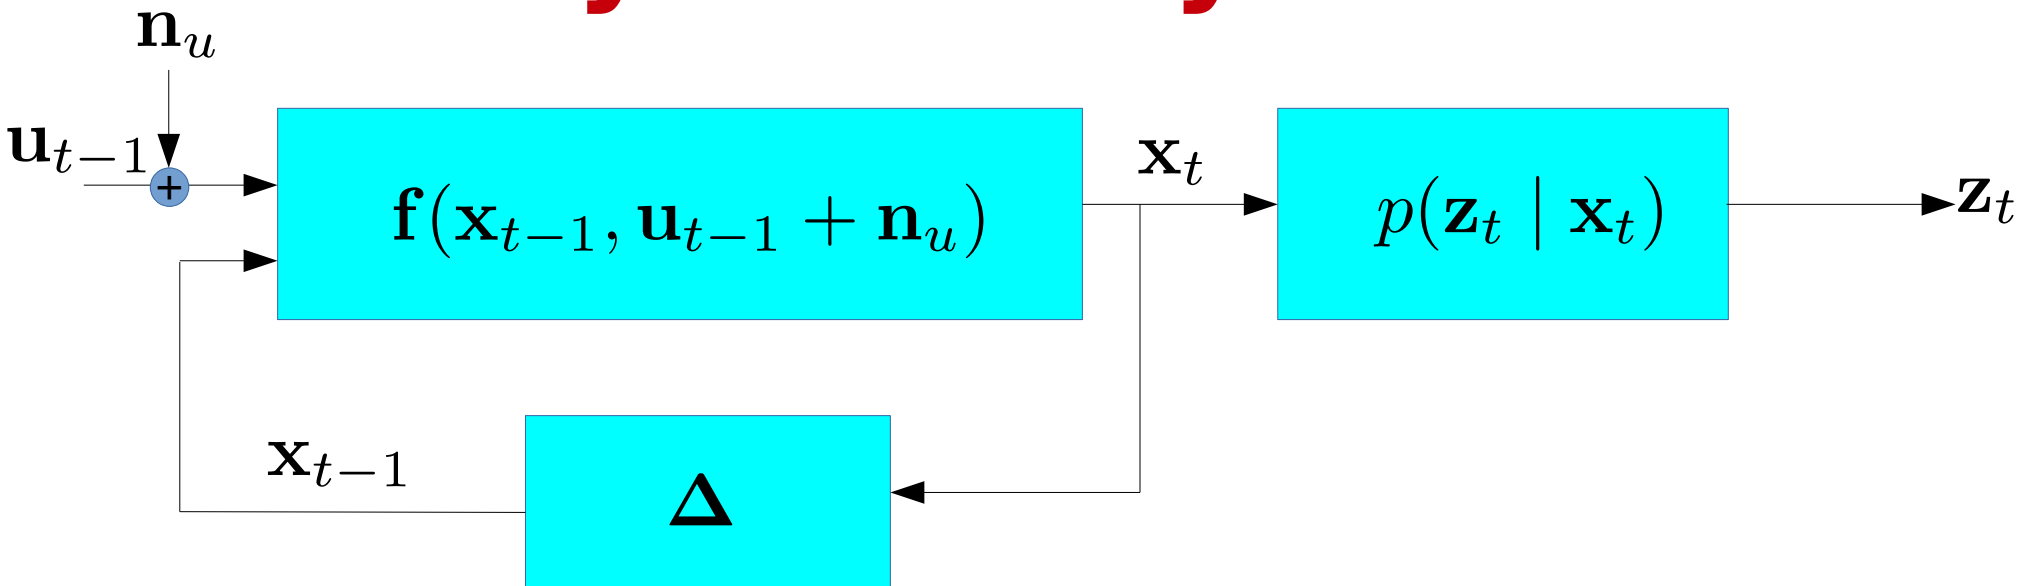 𝐧_u
𝐮_{t−1}
+
𝐟(𝐱_{t−1}, 𝐮_{t−1} + 𝐧_u)
𝐱_t
p(𝐳_t | 𝐱_t)
𝐳_t
𝐱_{t−1}
Δ